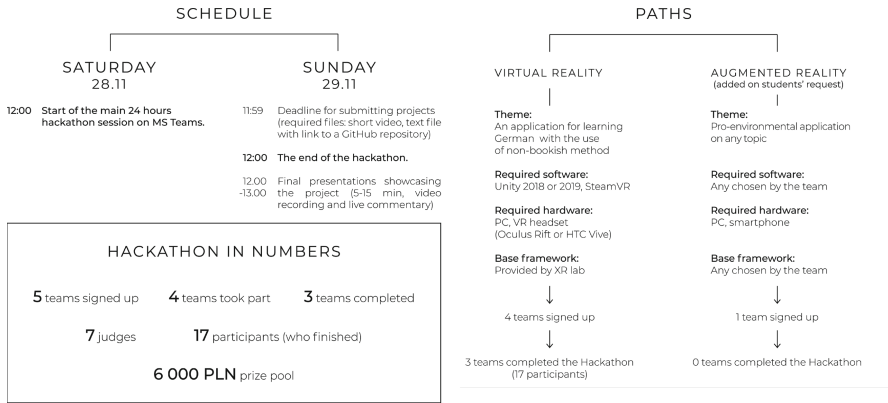 SCHEDULE
SATURDAY
28.11
12:00 Start of the main 24 hours
hackathon session on MS Teams.
SUNDAY
29.11
11:59 Deadline for submitting projects
(required files: short video, text file
with link to a GitHub repository)
12:00 The end of the hackathon.
12.00 Final presentations showcasing
-13.00 the project (5-15 min, video
recording and live commentary)
HACKATHON IN NUMBERS
5 teams signed up 4 teams took part 3 teams completed
7 judges 17 participants (who finished)
6 000 PLN prize pool
PATHS
VIRTUAL REALITY
Theme:
An application for learning
German with the use
of non-bookish method
Required software:
Unity 2018 or 2019, SteamVR
Required hardware:
PC, VR headset
(Oculus Rift or HTC Vive)
Base framework:
Provided by XR lab
4 teams signed up
3 teams completed the Hackathon
(17 participants)
AUGMENTED REALITY
(added on students' request)
Theme:
Pro-environmental application
on any topic
Required software:
Any chosen by the team
Required hardware:
PC, smartphone
Base framework:
Any chosen by the team
1 team signed up
0 teams completed the Hackathon